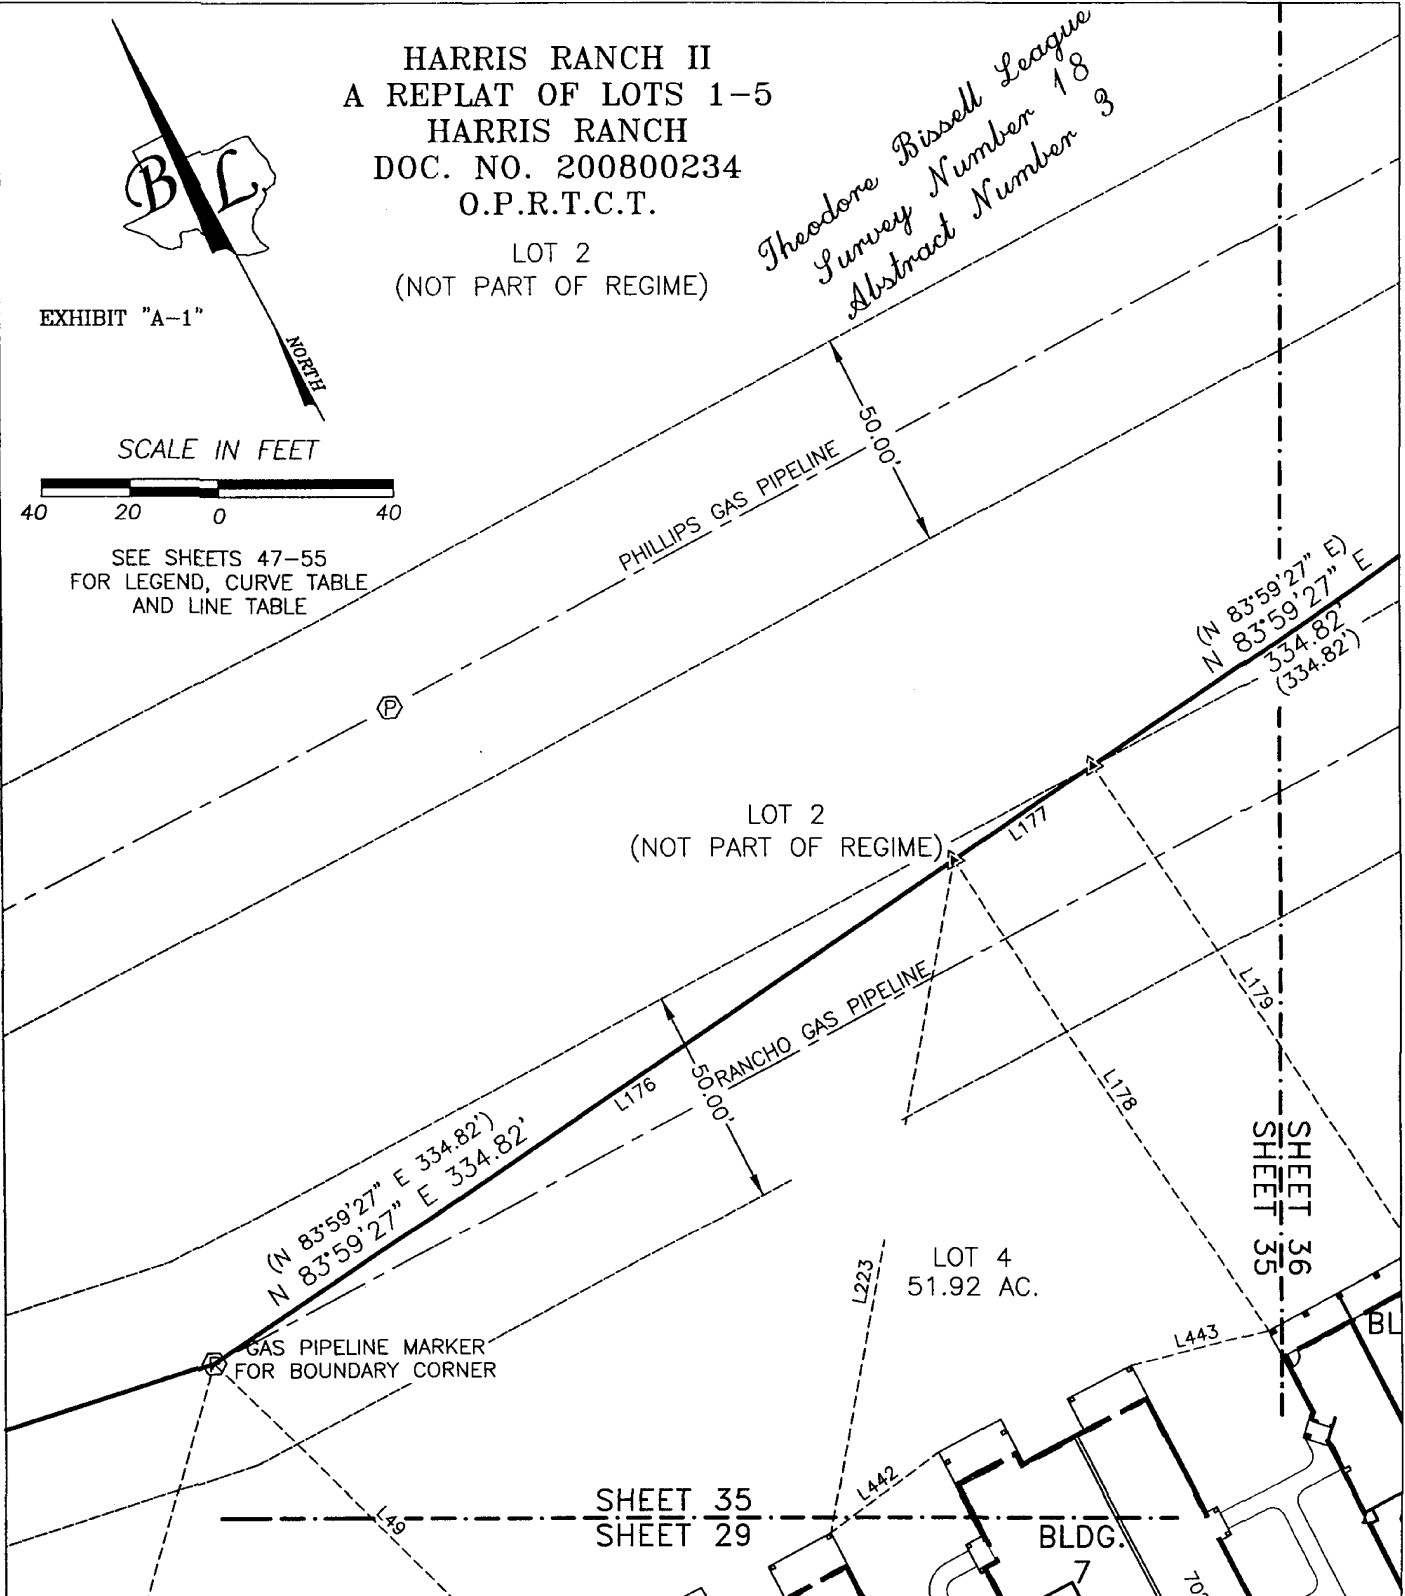 HARRIS RANCH II
A REPLAT OF LOTS 1-5
HARRIS RANCH
DOC. NO. 200800234
O.P.R.T.C.T.
LOT 2
(NOT PART OF REGIME)
Theodore Bissell League
Survey Number 18
Abstract Number 3
B L
EXHIBIT "A-1"
NORTH
SCALE IN FEET
40 20 0 40
SEE SHEETS 47-55
FOR LEGEND, CURVE TABLE
AND LINE TABLE
50.00'
PHILLIPS GAS PIPELINE
P
(N 83°59'27" E)
N 83°59'27" E
334.82'
(334.82')
LOT 2
(NOT PART OF REGIME)
L177
L179
RANCHO GAS PIPELINE
L176
50.00'
L178
(N 83°59'27" E 334.82')
N 83°59'27" E 334.82'
SHEET 36
SHEET 35
LOT 4
51.92 AC.
L223
L443
BL
GAS PIPELINE MARKER
FOR BOUNDARY CORNER
R
L442
L49
SHEET 35
SHEET 29
BLDG.
7